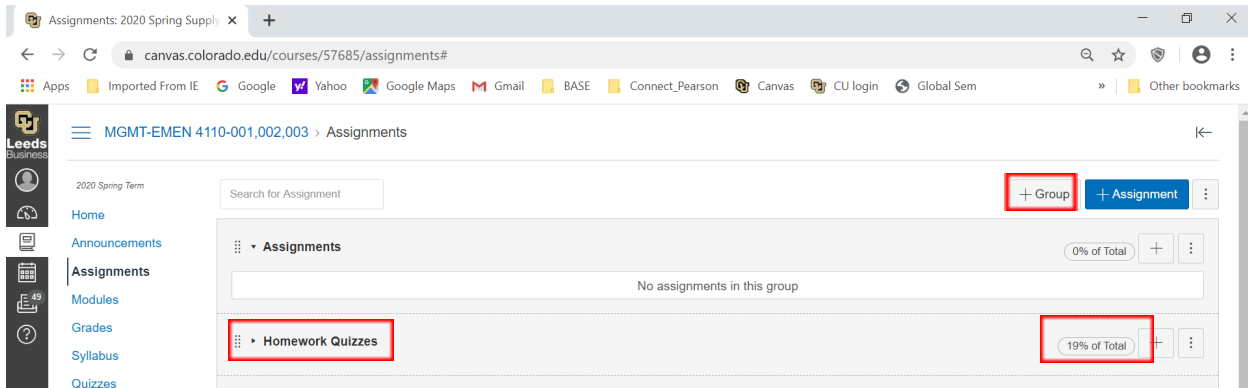 Assignments: 2020 Spring Supply
canvas.colorado.edu/courses/57685/assignments#
Apps Imported From IE Google Yahoo Google Maps Gmail BASE Connect_Pearson Canvas CU login Global Sem » Other bookmarks
Leeds
Business
MGMT-EMEN 4110-001,002,003 > Assignments
2020 Spring Term
Search for Assignment
+ Group
+ Assignment
Home
Announcements
Assignments
Modules
49
Grades
Syllabus
Quizzes
Assignments
0% of Total
No assignments in this group
Homework Quizzes
19% of Total